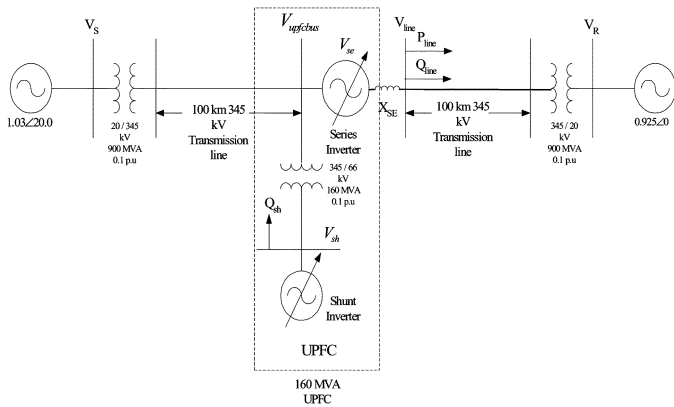 V_S
V_upfcbus
V_se
V_line
P_line
Q_line
V_R
1.03∠20.0
20 / 345
kV
900 MVA
0.1 p.u
100 km 345
kV
Transmission
line
Series
Inverter
X_SE
100 km 345
kV
Transmission
line
345 / 20
kV
900 MVA
0.1 p.u
0.925∠0
345 / 66
kV
160 MVA
0.1 p.u
Q_sh
V_sh
Shunt
Inverter
UPFC
160 MVA
UPFC